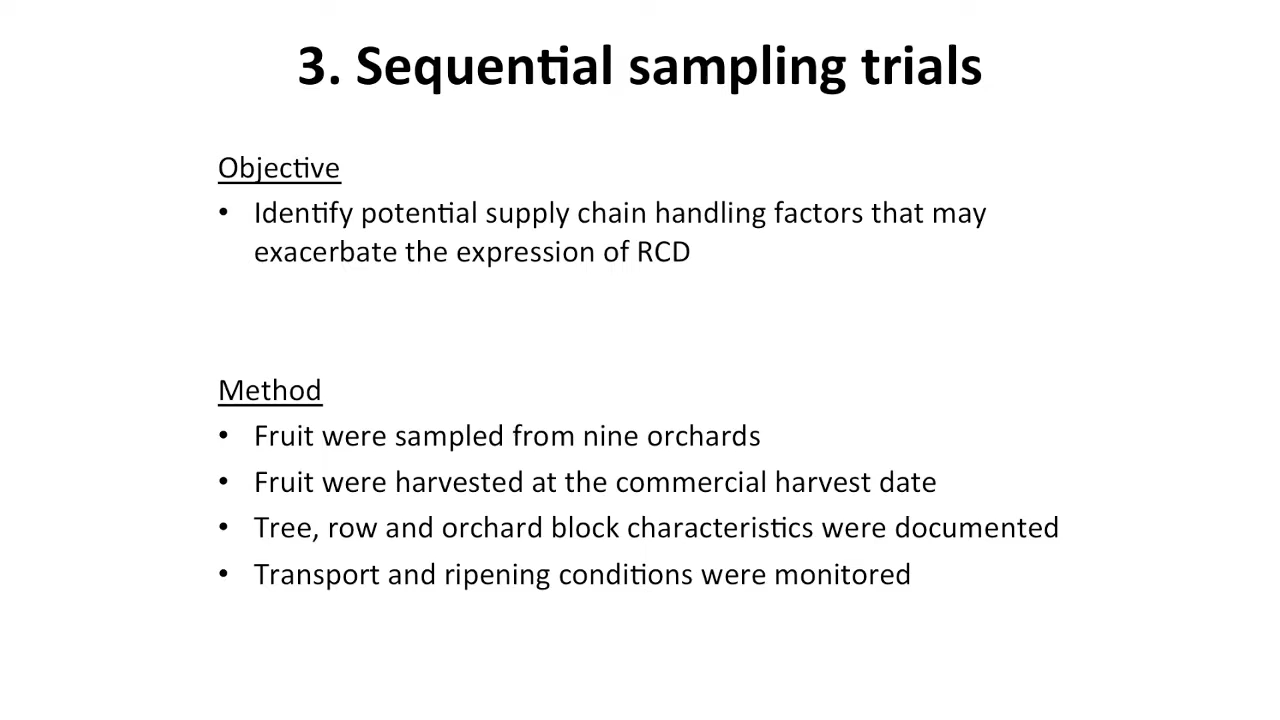 3. Sequential sampling trials
Objective
• Identify potential supply chain handling factors that may
exacerbate the expression of RCD
Method
• Fruit were sampled from nine orchards
• Fruit were harvested at the commercial harvest date
• Tree, row and orchard block characteristics were documented
• Transport and ripening conditions were monitored